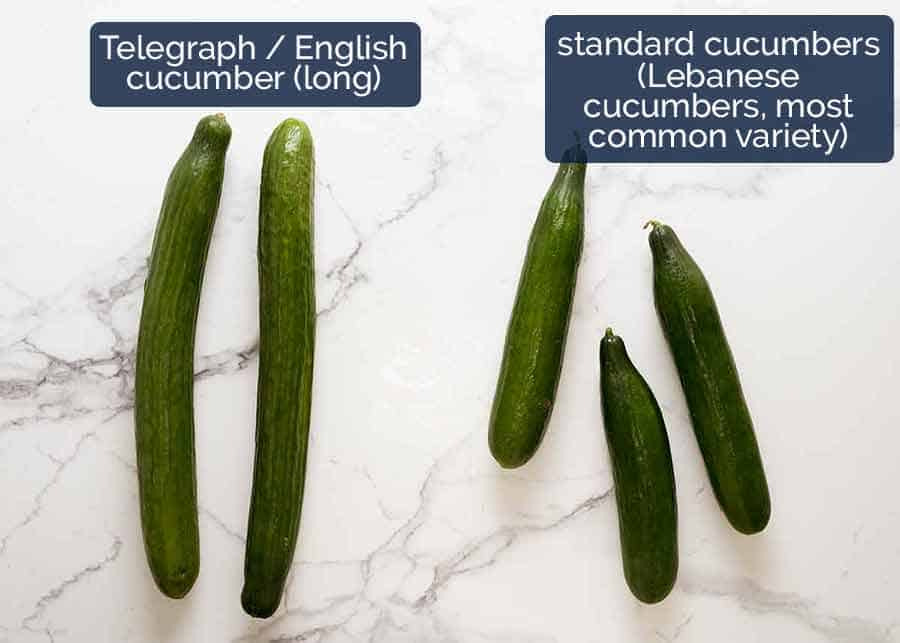 Telegraph / English
cucumber (long)
standard cucumbers
(Lebanese
cucumbers, most
common variety)